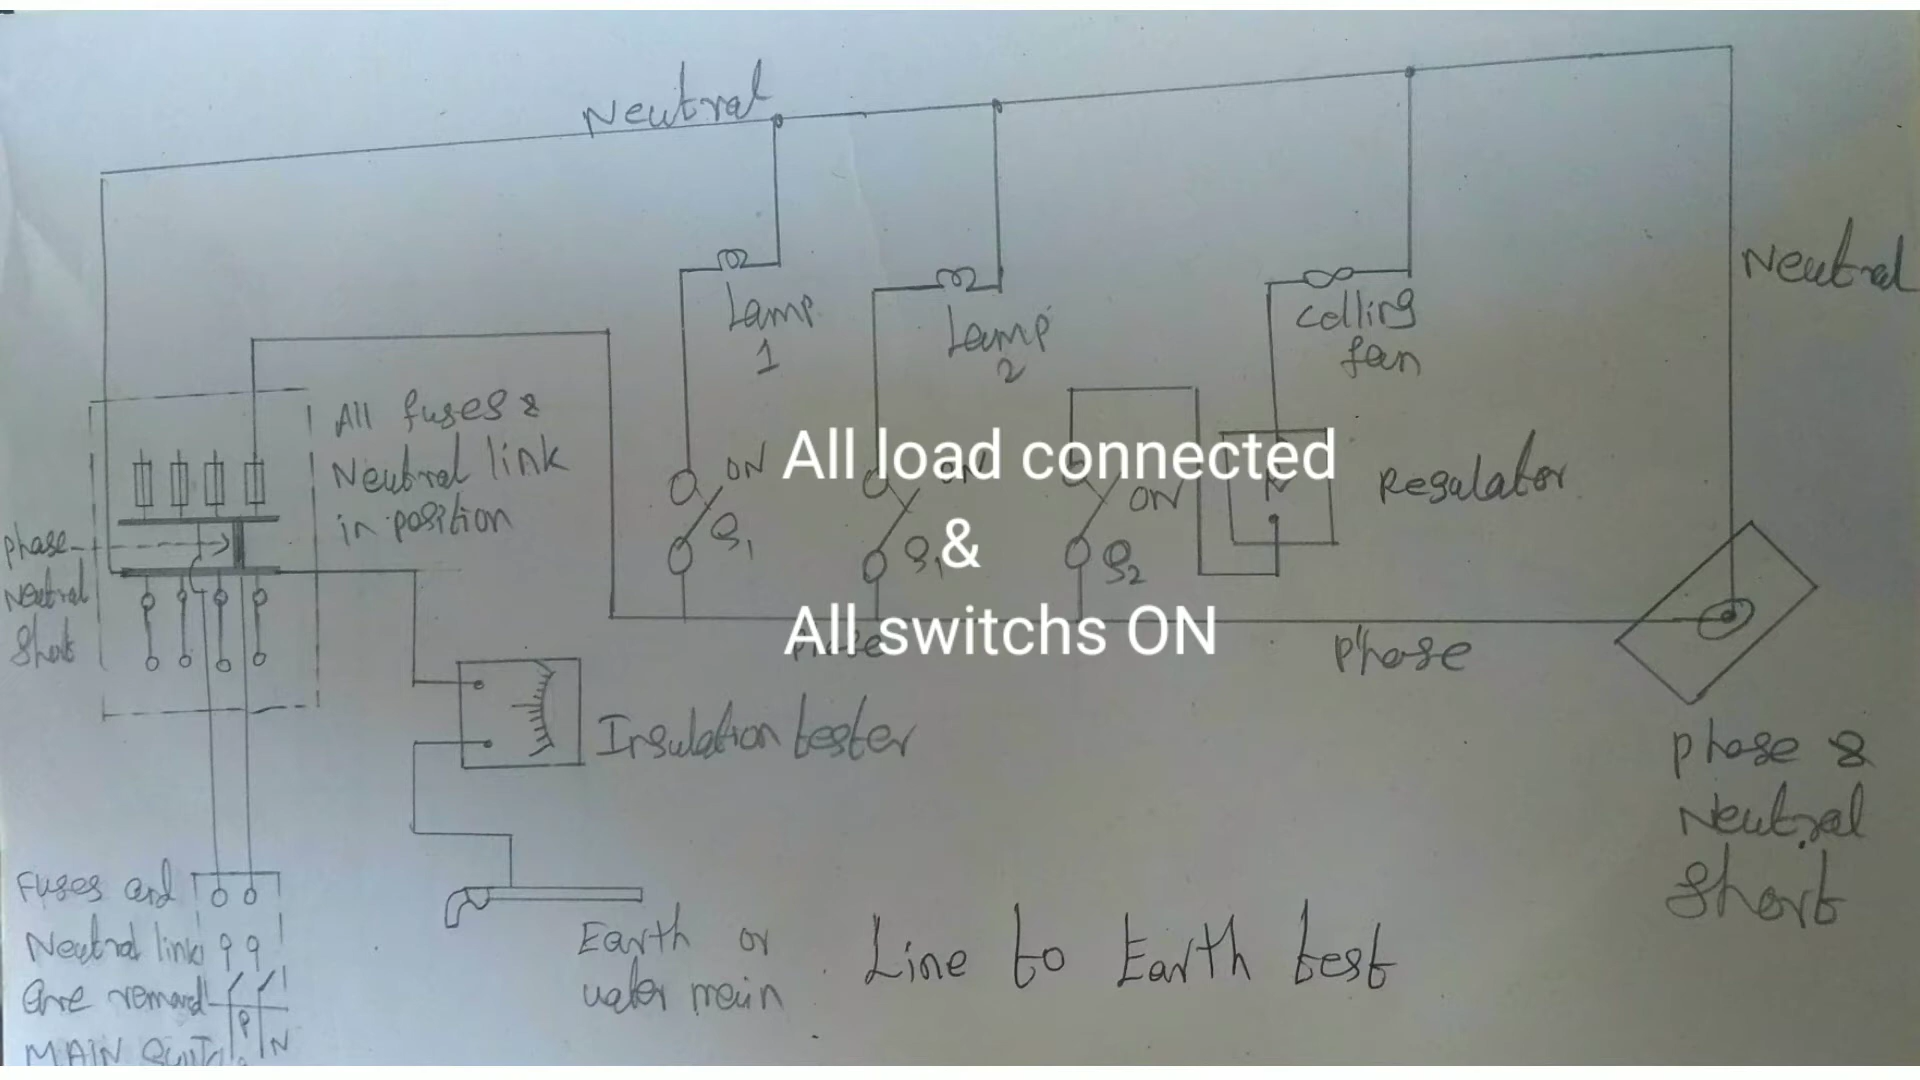 Neutral
Neutral
Lamp
1
Lamp
2
Celling
fan
All fuses &
Neutral link
in position
ON
S1
ON
S1
ON
S2
Regulator
All load connected
&
All switchs ON
phase
Neutral
Short
Phase
Insulation tester
phase &
Neutral
Short
Fuses and
Neutral link
are
MAIN
P
N
Earth or
water main
Line to Earth test